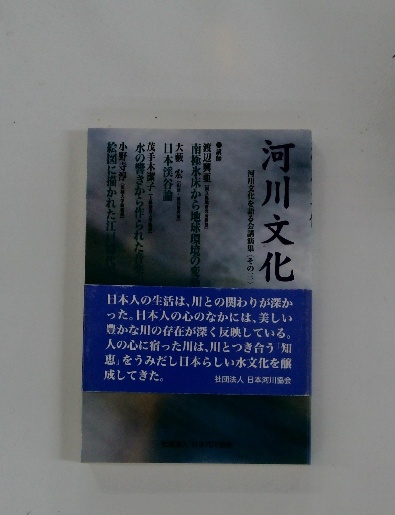 河川文化
河川文化を語る会講演集〈その三〉
●講師
渡辺興亜
南極氷床から地球環境の変
大藪 宏
日本渓谷論
茂手木潔子
水の響きから作られた
小野寺淳
絵図に描かれた江戸
日本人の生活は、川との関わりが深か
った。日本人の心のなかには、美しい
豊かな川の存在が深く反映している。
人の心に宿った川は、川とつき合う「知
恵」をうみだし日本らしい水文化を醸
成してきた。
社団法人 日本河川協会